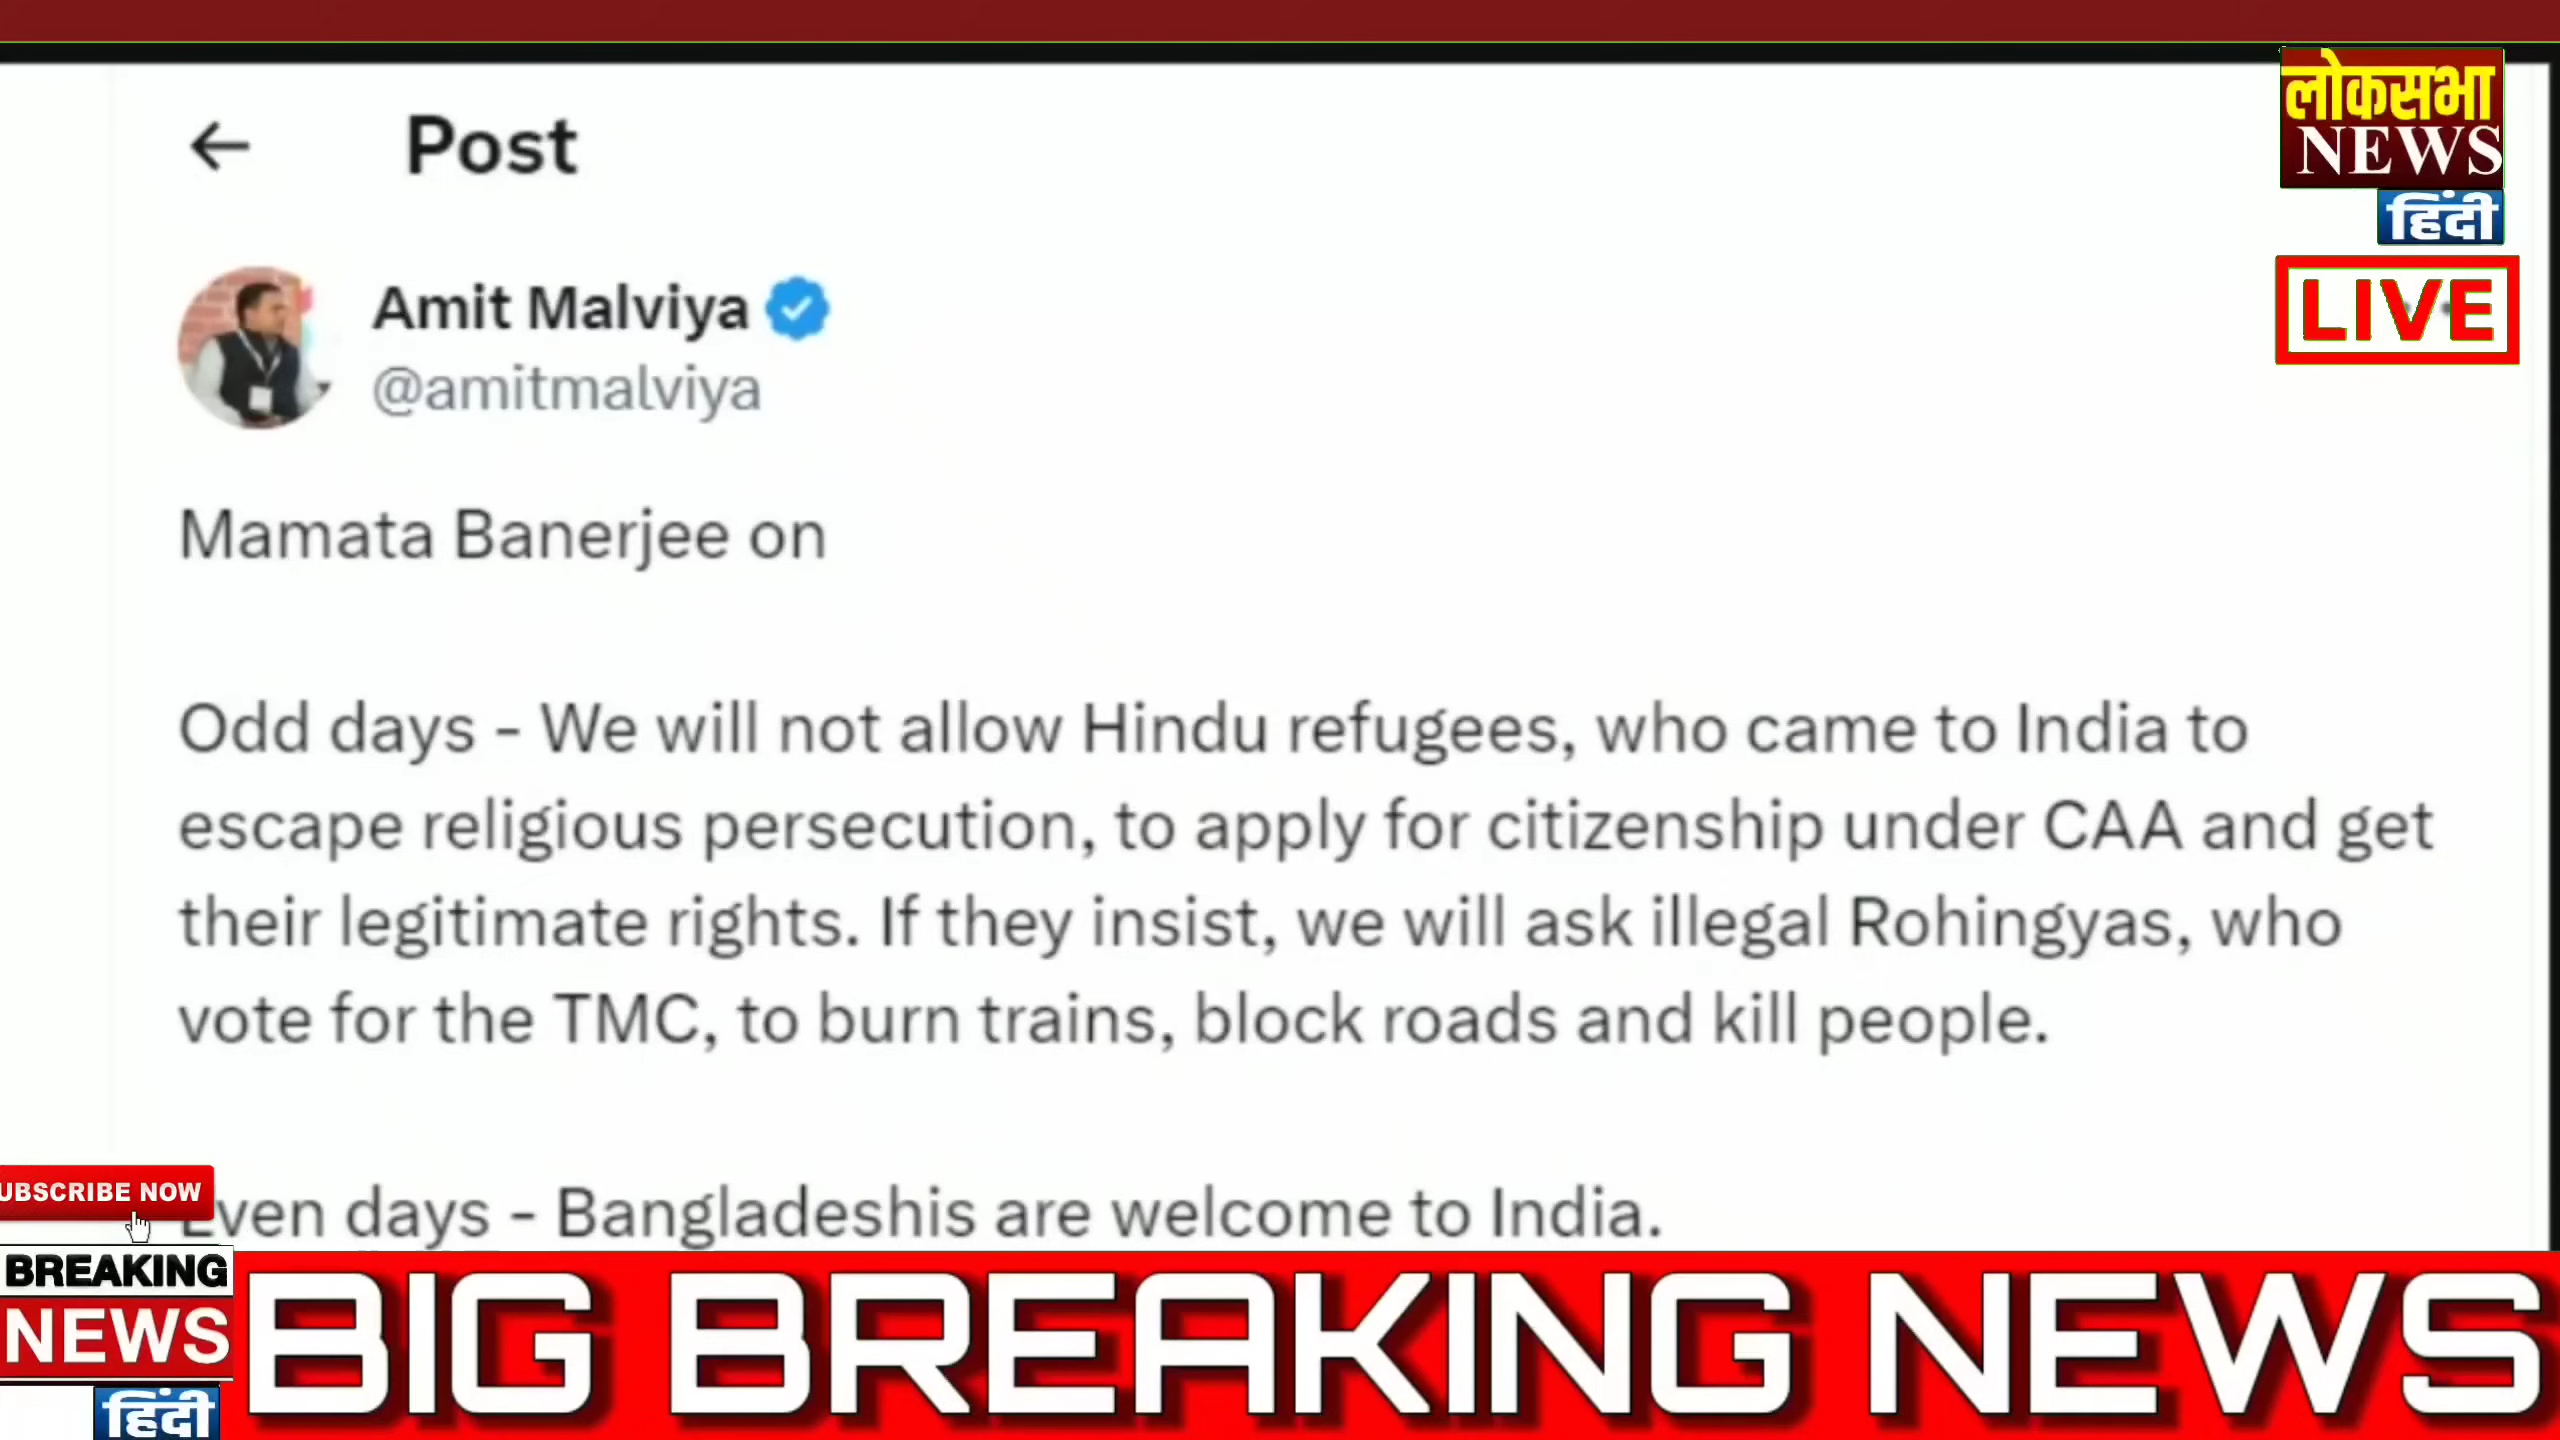 Post
लोकसभा
NEWS
हिंदी
LIVE
Amit Malviya
@amitmalviya
Mamata Banerjee on
Odd days - We will not allow Hindu refugees, who came to India to
escape religious persecution, to apply for citizenship under CAA and get
their legitimate rights. If they insist, we will ask illegal Rohingyas, who
vote for the TMC, to burn trains, block roads and kill people.
UBSCRIBE NOW
Even days - Bangladeshis are welcome to India.
BREAKING
NEWS
हिंदी
BIG BREAKING NEWS